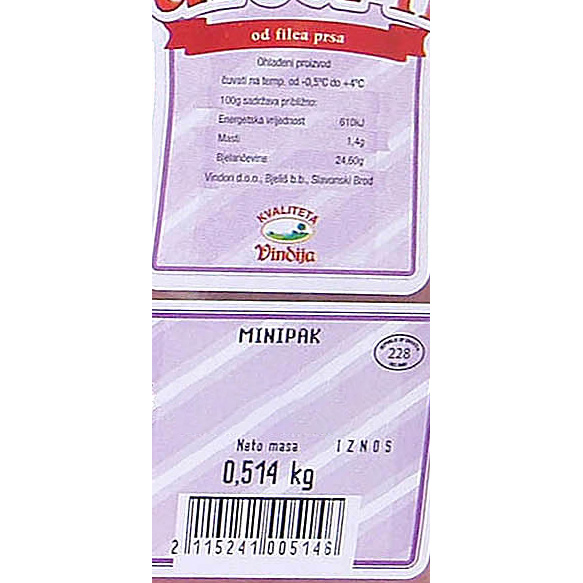 od filea prsa
Ohlađeni proizvod
čuvati na temp. od -0,5°C do +4°C
100g sadržava približno:
Energetska vrijednost 610kJ
Masti 1,4g
Bjelančevine 24,60g
Vindon d.o.o., Bjeliš b.b., Slavonski Brod
KVALITETA
Vindija
MINIPAK
228
Neto masa IZNOS
0,514 kg
2 115241 005146